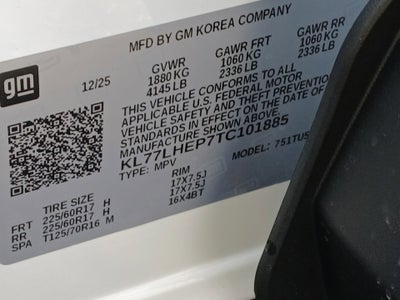 MFD BY GM KOREA COMPANY
gm
12/25
GVWR
1880 KG
4145 LB
GAWR FRT
1060 KG
2336 LB
GAWR RR
1060 KG
2336 LB
THIS VEHICLE CONFORMS TO ALL
APPLICABLE U.S. FEDERAL MOTOR
VEHICLE SAFETY AND THEFT PREVENTION
STANDARDS IN EFFECT ON THE DATE OF
MANUFACTURE SHOWN ABOVE.
KL77LHEP7TC101885
TYPE: MPV
MODEL: 751TUS
TIRE SIZE RIM
FRT 225/60R17 H 17X7.5J
RR 225/60R17 H 17X7.5J
SPA T125/70R16 M 16X4BT